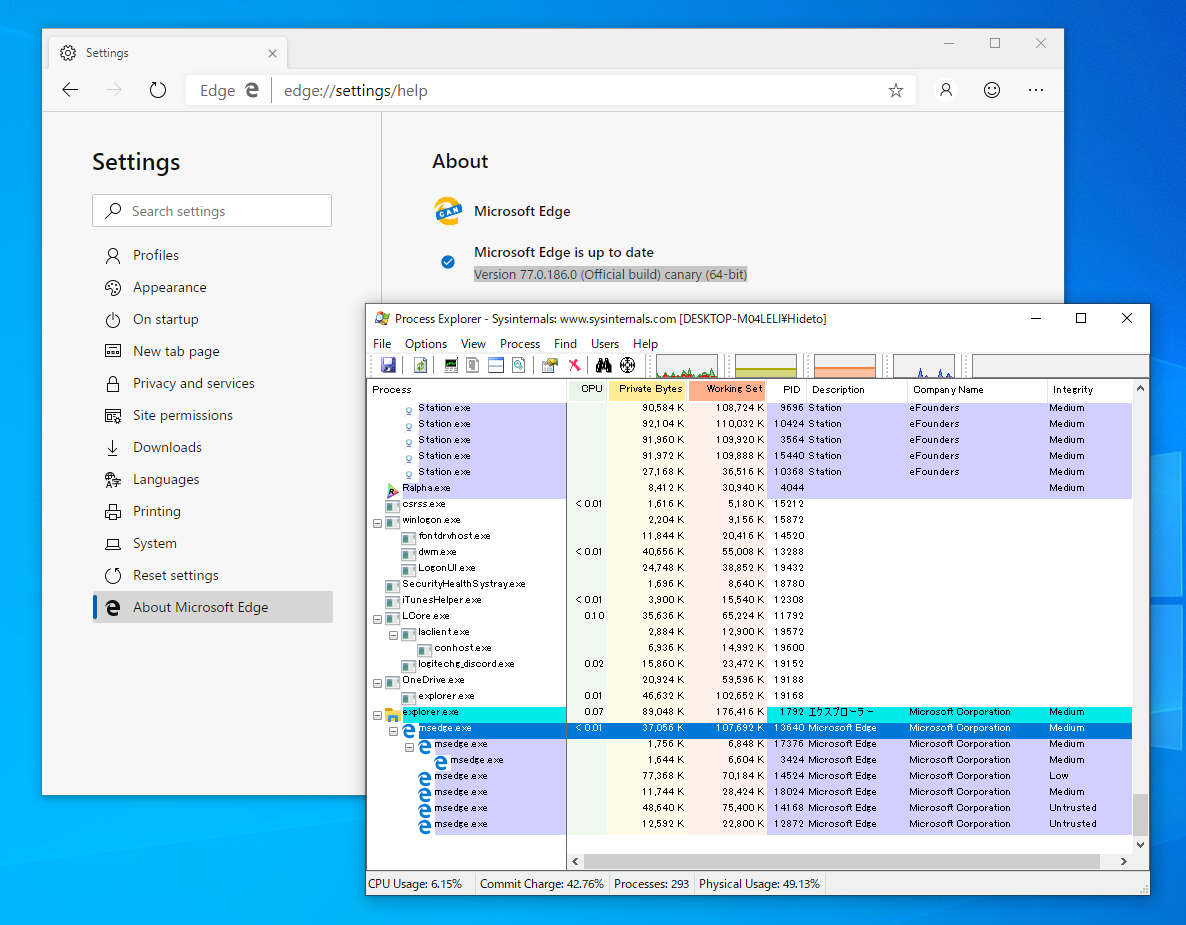 Settings
Edge edge://settings/help
Settings
Search settings
Profiles
Appearance
On startup
New tab page
Privacy and services
Site permissions
Downloads
Languages
Printing
System
Reset settings
About Microsoft Edge
About
CAN
Microsoft Edge
Microsoft Edge is up to date
Version 77.0.186.0 (Official build) canary (64-bit)
Process Explorer - Sysinternals: www.sysinternals.com [DESKTOP-M04LELI¥Hideto]
File Options View Process Find Users Help
Process CPU Private Bytes Working Set PID Description Company Name Integrity
Station.exe 90,584 K 108,724 K 9696 Station eFounders Medium
Station.exe 92,104 K 110,032 K 10424 Station eFounders Medium
Station.exe 91,960 K 109,920 K 3564 Station eFounders Medium
Station.exe 91,972 K 109,888 K 15440 Station eFounders Medium
Station.exe 27,168 K 36,516 K 10368 Station eFounders Medium
Ralpha.exe 8,412 K 30,940 K 4044 Medium
csrss.exe < 0.01 1,616 K 5,180 K 15212
winlogon.exe 2,204 K 9,156 K 15872
fontdrvhost.exe 11,844 K 20,416 K 14520
dwm.exe < 0.01 40,656 K 55,008 K 13288
LogonUI.exe 24,748 K 38,852 K 19432
SecurityHealthSystray.exe 1,696 K 8,640 K 18780
iTunesHelper.exe < 0.01 3,900 K 15,540 K 12308
LCore.exe 0.10 35,636 K 65,224 K 11792
laclient.exe 2,884 K 12,900 K 19572
conhost.exe 6,936 K 14,992 K 19600
logitechg_discord.exe 0.02 15,860 K 23,472 K 19152
OneDrive.exe 20,924 K 59,596 K 19188
explorer.exe 0.01 46,632 K 102,652 K 19168
explorer.exe 0.07 89,048 K 176,416 K 1792 エクスプローラー Microsoft Corporation Medium
msedge.exe < 0.01 37,056 K 107,692 K 13640 Microsoft Edge Microsoft Corporation Medium
msedge.exe 1,756 K 6,848 K 17376 Microsoft Edge Microsoft Corporation Medium
msedge.exe 1,644 K 6,604 K 3424 Microsoft Edge Microsoft Corporation Medium
msedge.exe 77,368 K 70,184 K 14524 Microsoft Edge Microsoft Corporation Low
msedge.exe 11,744 K 28,424 K 18024 Microsoft Edge Microsoft Corporation Medium
msedge.exe 48,640 K 75,400 K 14168 Microsoft Edge Microsoft Corporation Untrusted
msedge.exe 12,592 K 22,800 K 12872 Microsoft Edge Microsoft Corporation Untrusted
CPU Usage: 6.15% Commit Charge: 42.76% Processes: 293 Physical Usage: 49.13%